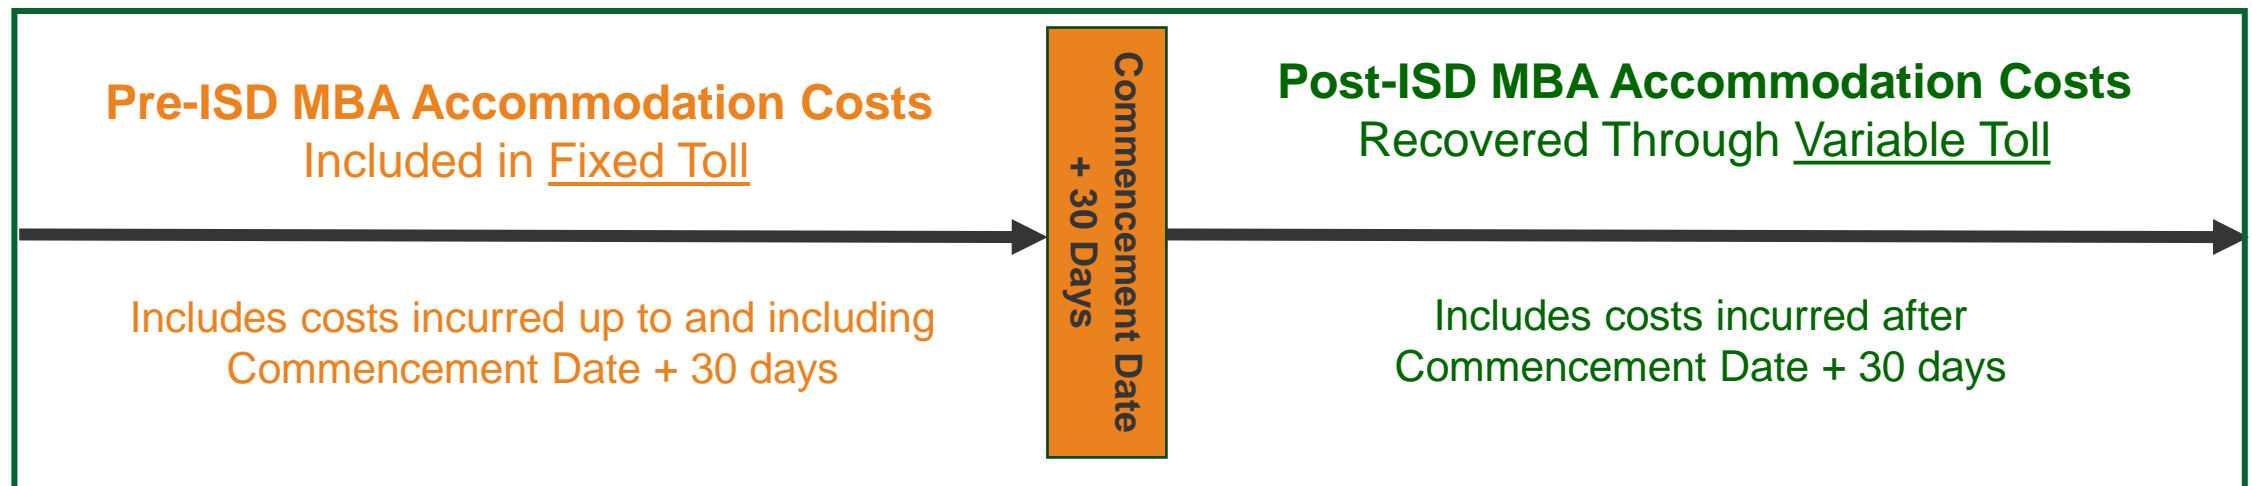 Pre-ISD MBA Accommodation Costs
Included in Fixed Toll
Includes costs incurred up to and including
Commencement Date + 30 days
Commencement Date
+ 30 Days
Post-ISD MBA Accommodation Costs
Recovered Through Variable Toll
Includes costs incurred after
Commencement Date + 30 days